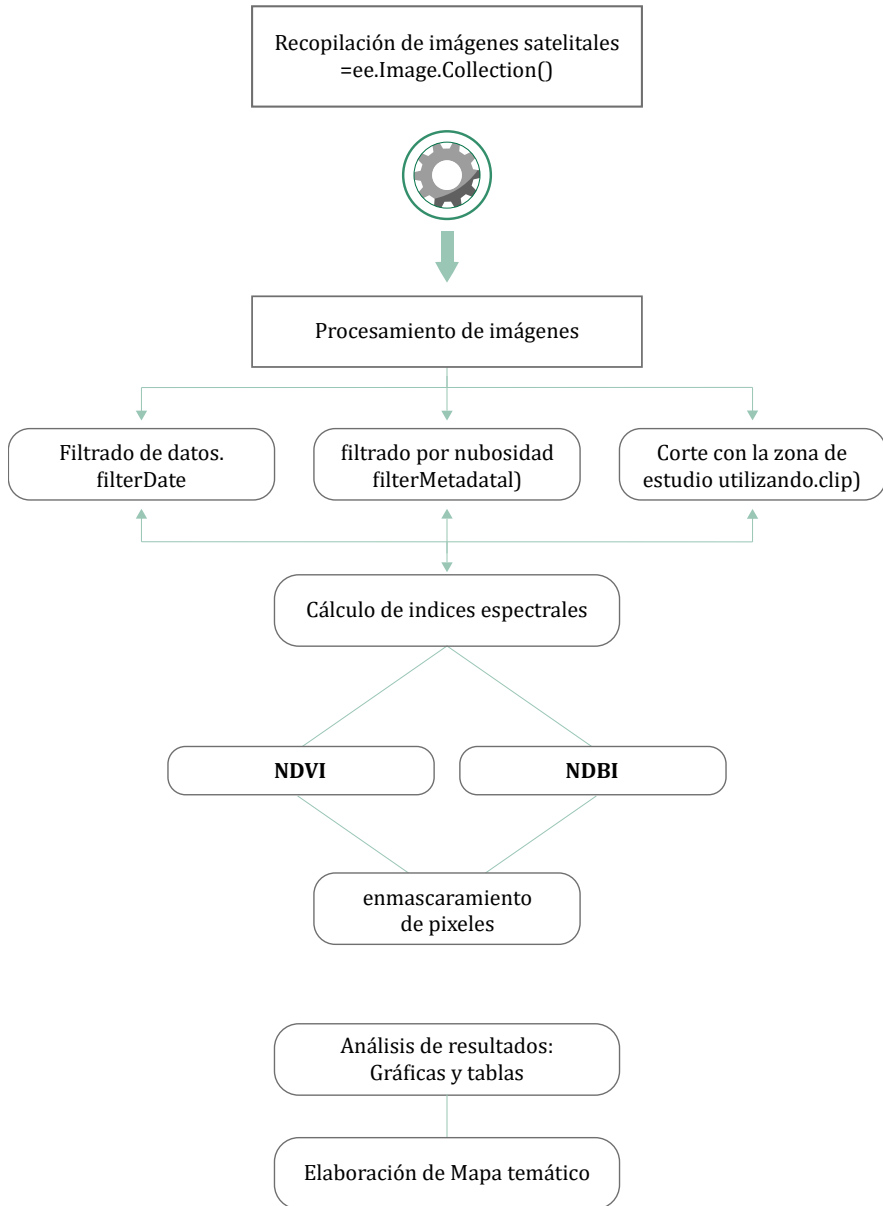 Recopilación de imágenes satelitales
=ee.Image.Collection()
Procesamiento de imágenes
Filtrado de datos.
filterDate
filtrado por nubosidad
filterMetadatal)
Corte con la zona de
estudio utilizando.clip)
Cálculo de indices espectrales
NDVI
NDBI
enmascaramiento
de pixeles
Análisis de resultados:
Gráficas y tablas
Elaboración de Mapa temático